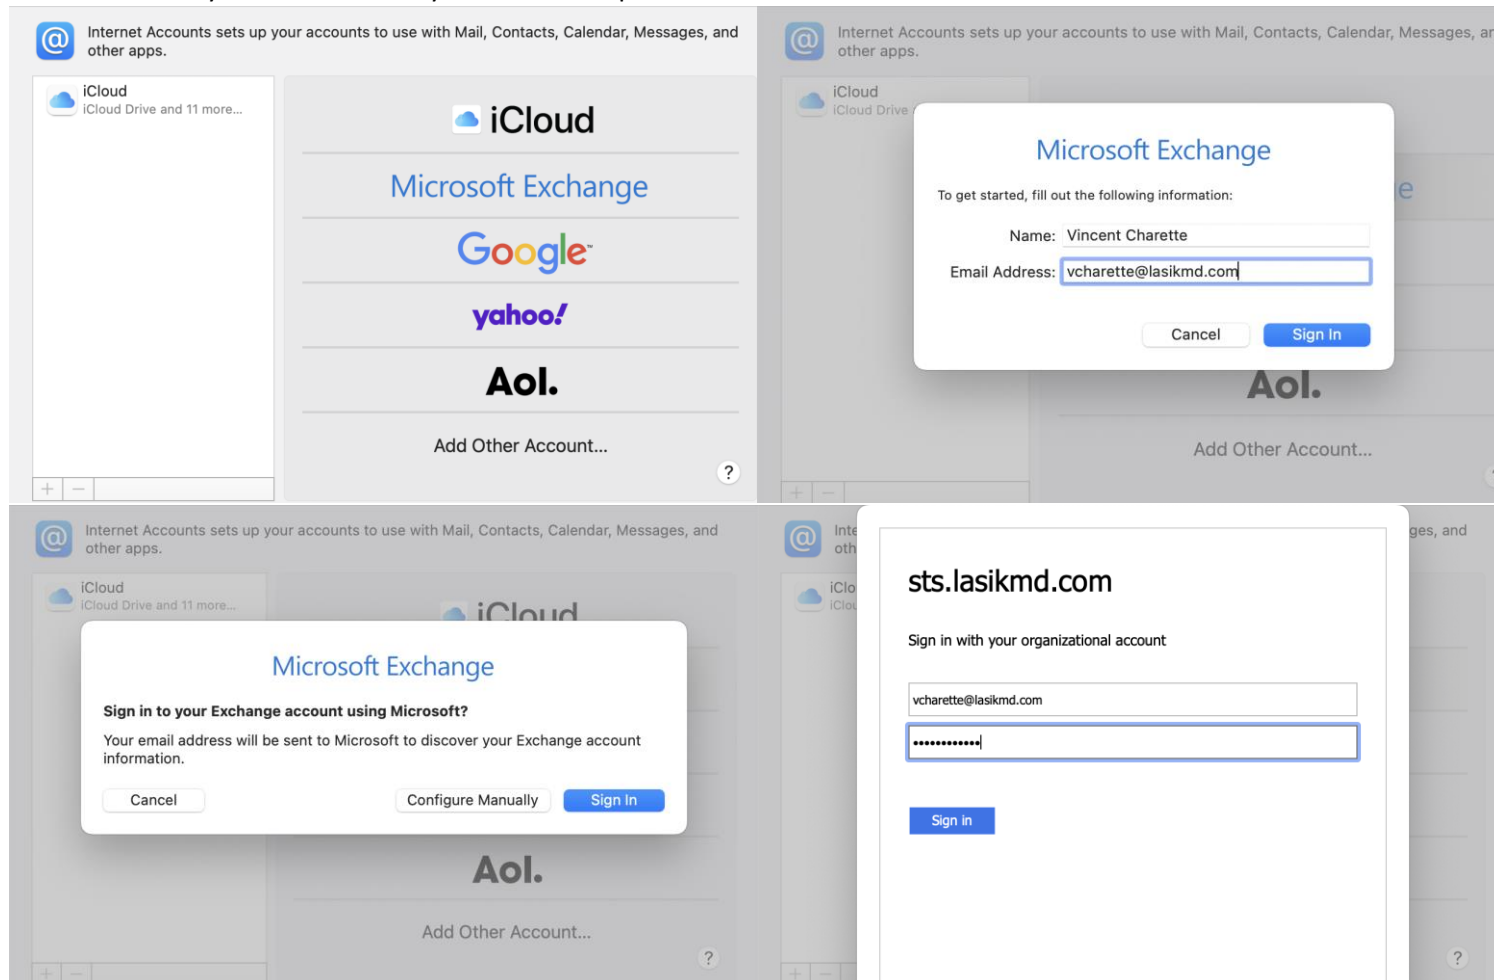 Internet Accounts sets up your accounts to use with Mail, Contacts, Calendar, Messages, and
other apps.
iCloud
iCloud Drive and 11 more...
iCloud
Microsoft Exchange
Google™
yahoo!
Aol.
Add Other Account...
?
+ −
Internet Accounts sets up your accounts to use with Mail, Contacts, Calendar, Messages, ar
other apps.
iCloud
iCloud Drive
Microsoft Exchange
e
To get started, fill out the following information:
Name: Vincent Charette
Email Address: vcharette@lasikmd.com
Cancel Sign In
Aol.
Add Other Account...
+ −
Internet Accounts sets up your accounts to use with Mail, Contacts, Calendar, Messages, and
other apps.
iCloud
iCloud Drive and 11 more...
iCloud
Microsoft Exchange
Sign in to your Exchange account using Microsoft?
Your email address will be sent to Microsoft to discover your Exchange account
information.
Cancel Configure Manually Sign In
Aol.
Add Other Account...
?
+ −
Inte ges, and
oth
iClo
iClou
sts.lasikmd.com
Sign in with your organizational account
vcharette@lasikmd.com
••••••••••••
Sign in
?
+ −